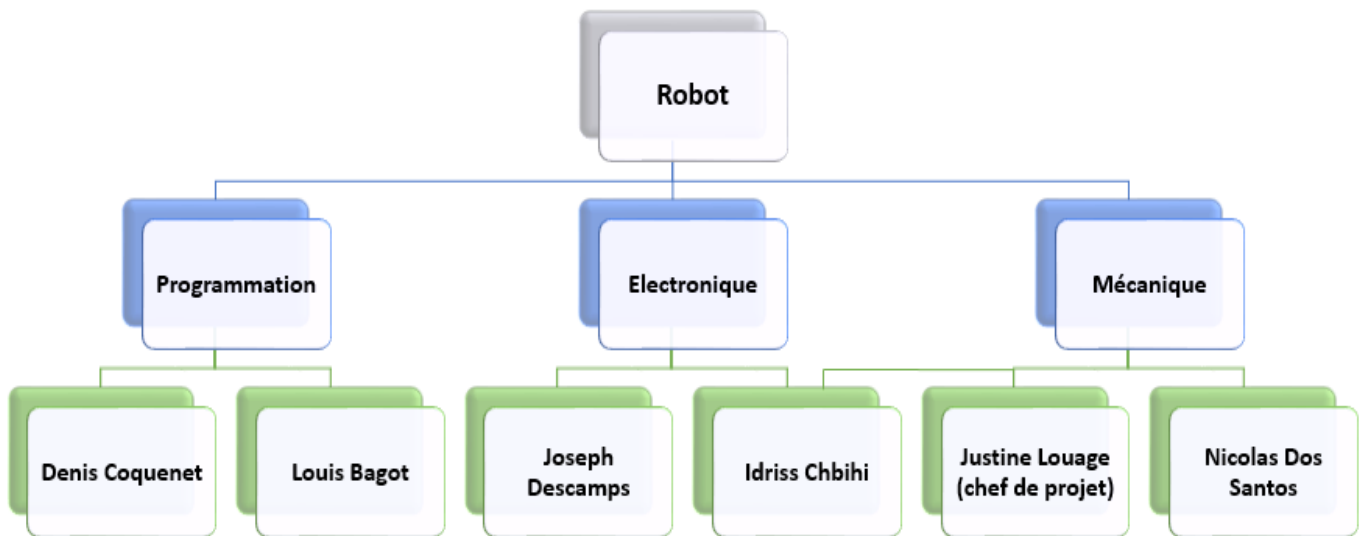 Robot
Programmation
Electronique
Mécanique
Denis Coquenet
Louis Bagot
Joseph
Descamps
Idriss Chbihi
Justine Louage
(chef de projet)
Nicolas Dos
Santos